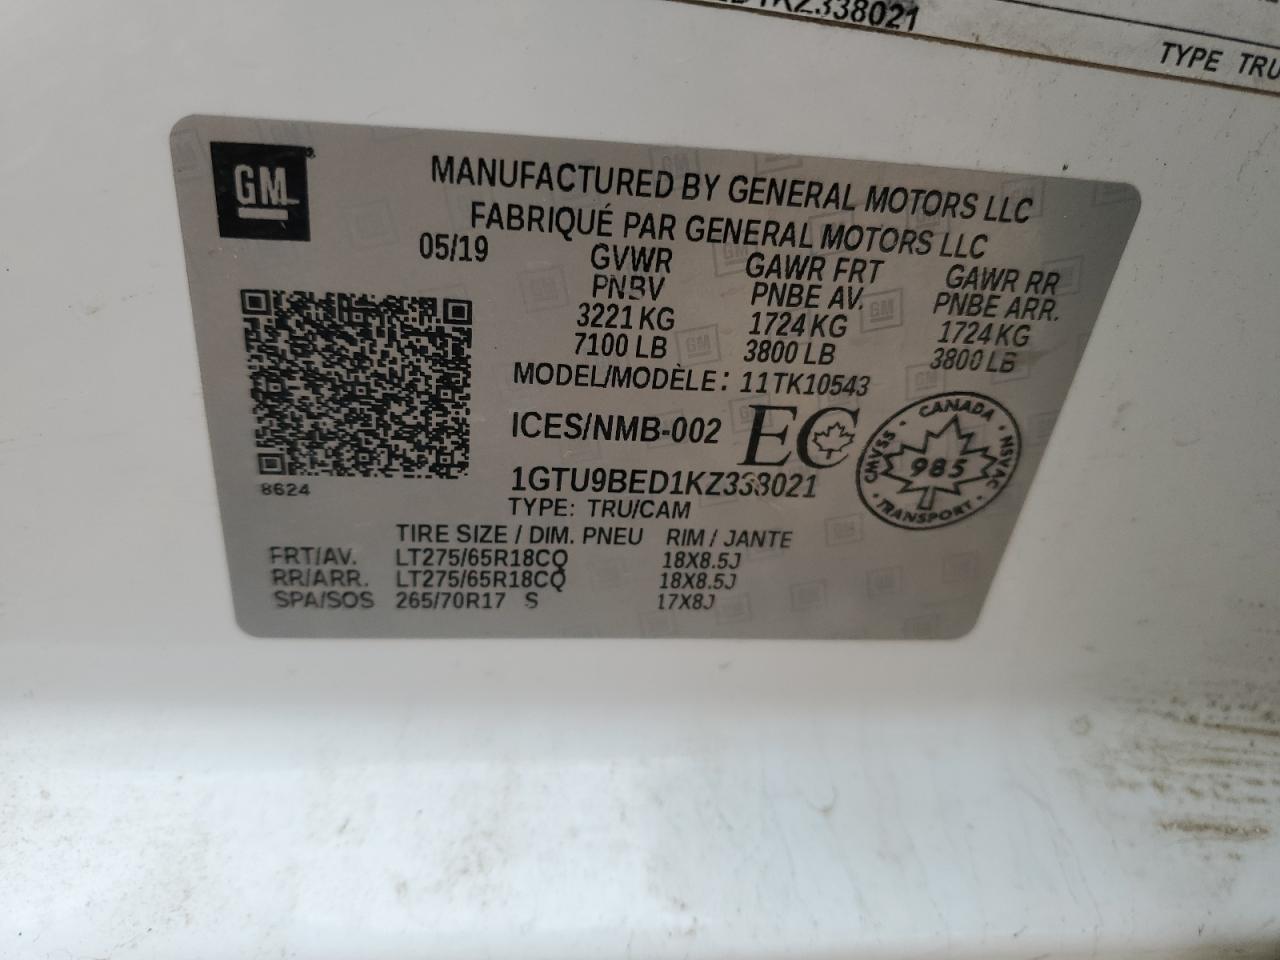 KZ338021
TYPE TRU
GM
MANUFACTURED BY GENERAL MOTORS LLC
FABRIQUÉ PAR GENERAL MOTORS LLC
05/19 GVWR GAWR FRT GAWR RR
PNBV PNBE AV. PNBE ARR.
3221 KG 1724 KG 1724 KG
7100 LB 3800 LB 3800 LB
MODEL/MODÈLE: 11TK10543
ICES/NMB-002 EC
CANADA
CMVSS 985 NSVAC
TRANSPORT
1GTU9BED1KZ338021
8624
TYPE: TRU/CAM
TIRE SIZE / DIM. PNEU RIM / JANTE
FRT/AV. LT275/65R18CQ 18X8.5J
RR/ARR. LT275/65R18CQ 18X8.5J
SPA/SOS 265/70R17 S 17X8J